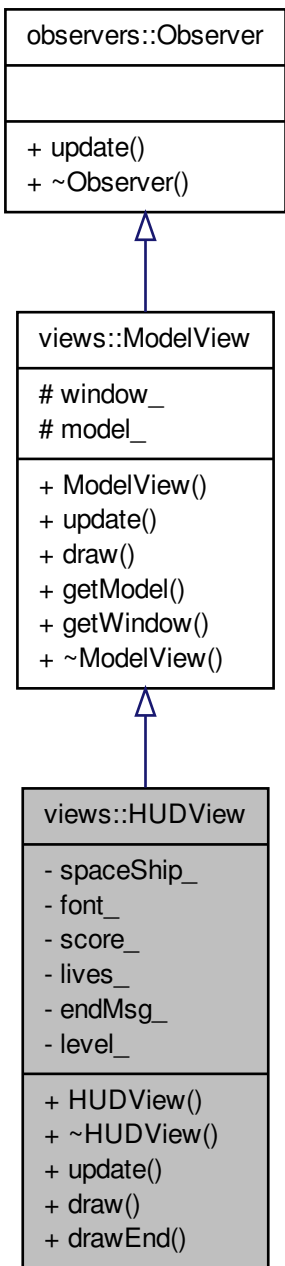 observers::Observer
+ update()
+ ~Observer()
views::ModelView
# window_
# model_
+ ModelView()
+ update()
+ draw()
+ getModel()
+ getWindow()
+ ~ModelView()
views::HUDView
- spaceShip_
- font_
- score_
- lives_
- endMsg_
- level_
+ HUDView()
+ ~HUDView()
+ update()
+ draw()
+ drawEnd()